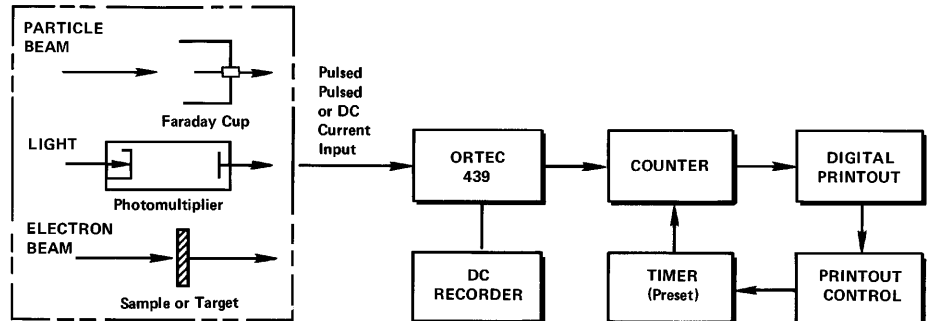 PARTICLE
BEAM
Faraday Cup
LIGHT
Photomultiplier
ELECTRON
BEAM
Sample or Target
Pulsed
Pulsed
or DC
Current
Input
ORTEC
439
DC
RECORDER
COUNTER
TIMER
(Preset)
DIGITAL
PRINTOUT
PRINTOUT
CONTROL